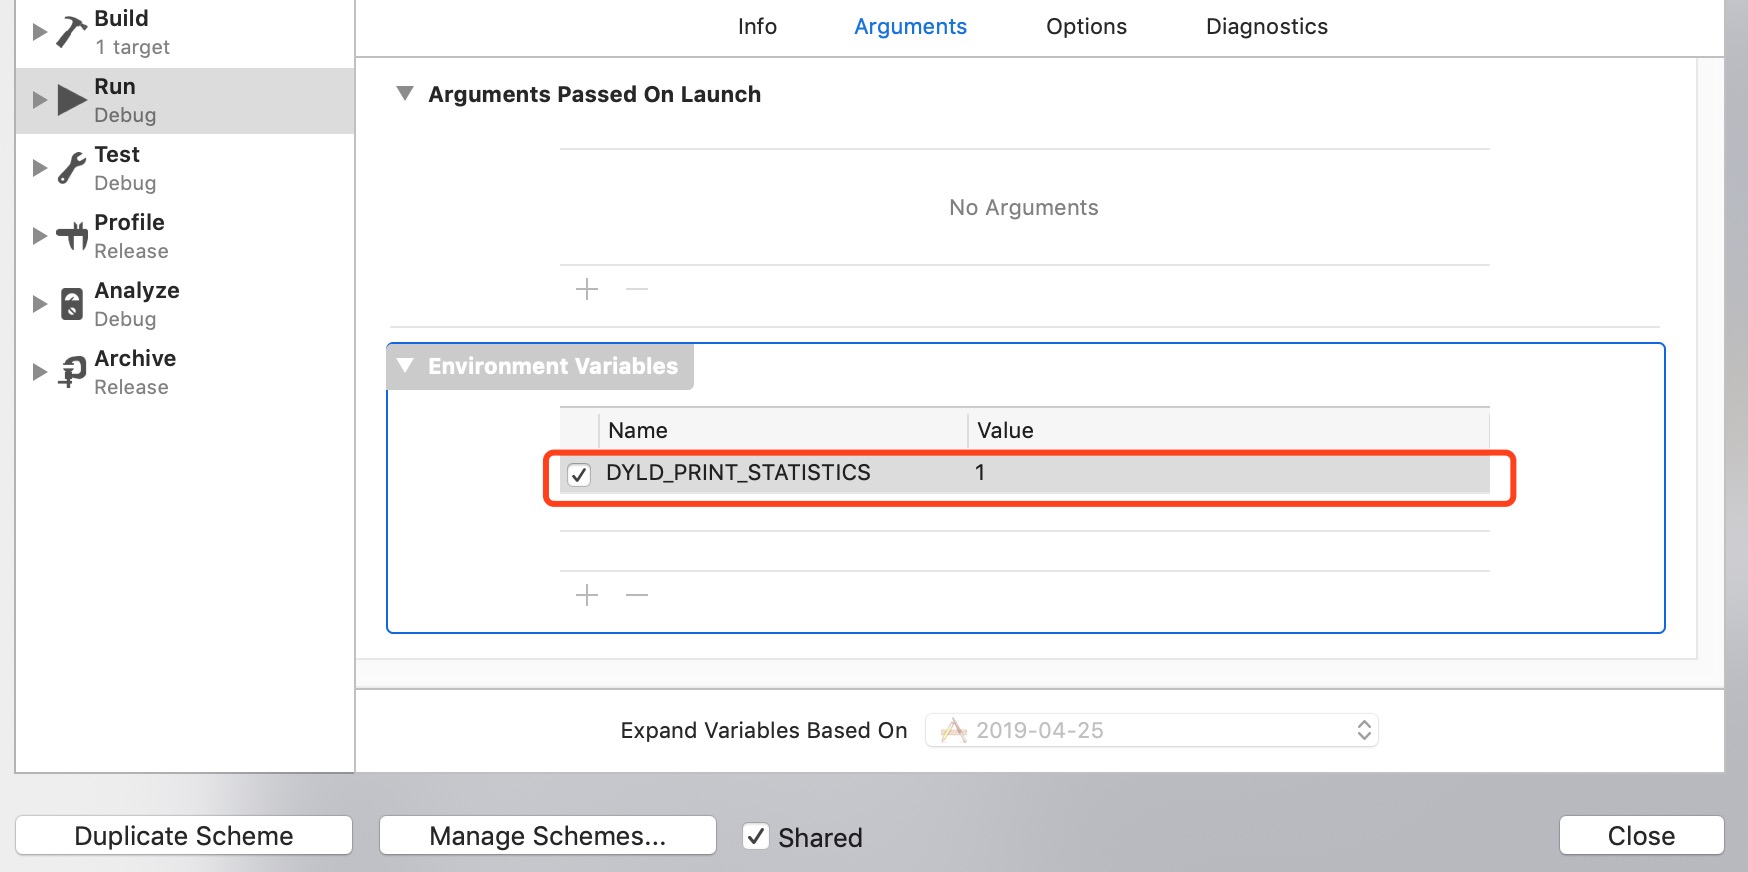 Build
1 target
Run
Debug
Test
Debug
Profile
Release
Analyze
Debug
Archive
Release
Info Arguments Options Diagnostics
Arguments Passed On Launch
No Arguments
Environment Variables
Name Value
DYLD_PRINT_STATISTICS 1
Expand Variables Based On 2019-04-25
Duplicate Scheme Manage Schemes... Shared Close